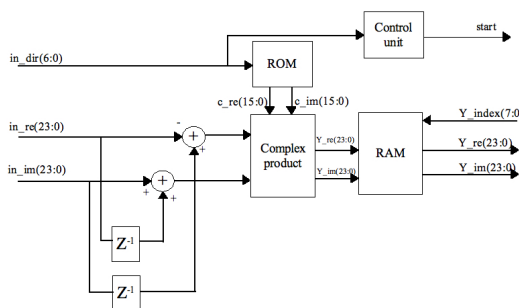 Control
unit
start
in_dir(6:0)
ROM
c_re(15:0) c_im(15:0)
Y_index(7:0)
in_re(23:0)
-
+
+
Complex
product
Y_re(23:0)
RAM
Y_re(23:0)
in_im(23:0)
+
+
+
Y_im(23:0)
Y_im(23:0)
Z-1
Z-1